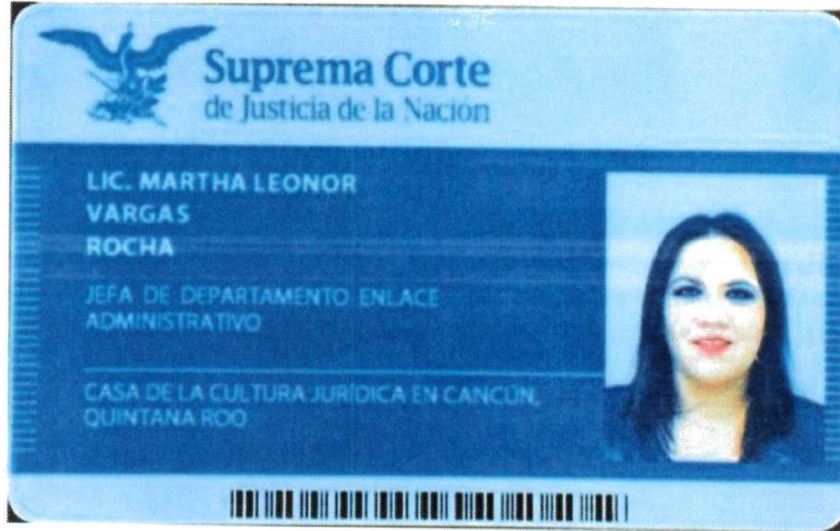 Suprema Corte
de Justicia de la Nación
LIC. MARTHA LEONOR
VARGAS
ROCHA
JEFA DE DEPARTAMENTO ENLACE
ADMINISTRATIVO
CASA DE LA CULTURA JURÍDICA EN CANCÚN,
QUINTANA ROO